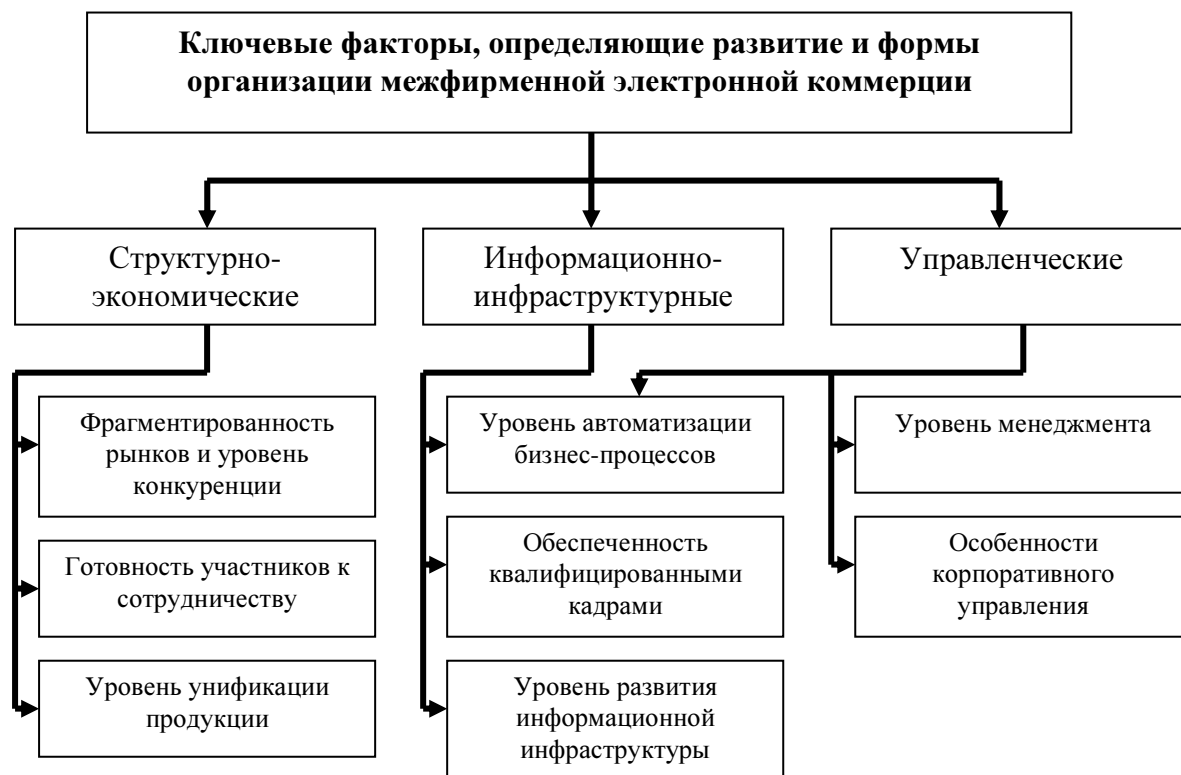 Ключевые факторы, определяющие развитие и формы
организации межфирменной электронной коммерции
Структурно-
экономические
Информационно-
инфраструктурные
Управленческие
Фрагментированность
рынков и уровень
конкуренции
Уровень автоматизации
бизнес-процессов
Уровень менеджмента
Готовность участников к
сотрудничеству
Обеспеченность
квалифицированными
кадрами
Особенности
корпоративного
управления
Уровень унификации
продукции
Уровень развития
информационной
инфраструктуры